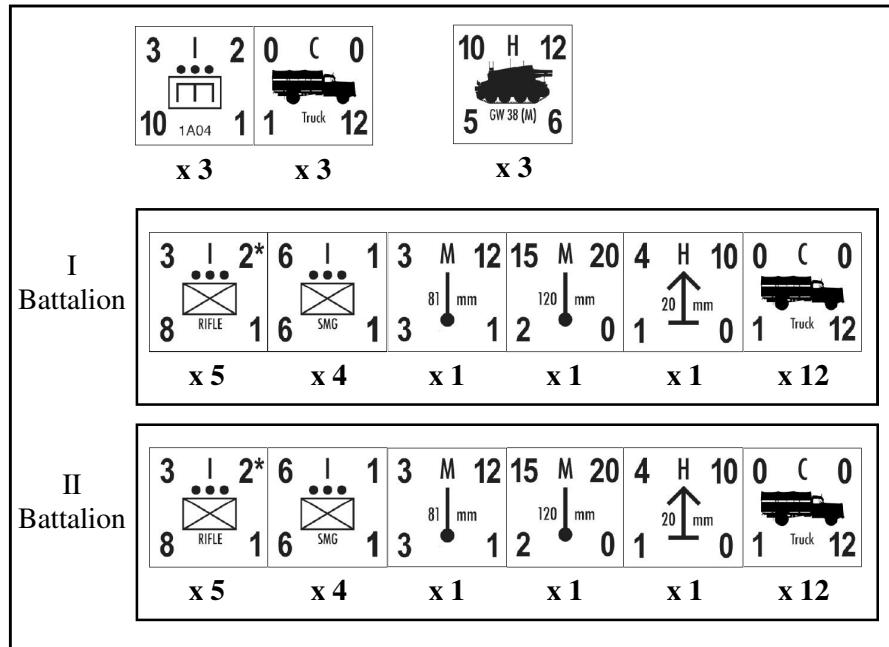 3 I 2 0 C 0 10 H 12
10 1A04 1 1 Truck 12 5 GW 38 (M) 6
x 3 x 3 x 3
I
Battalion
3 I 2* 6 I 1 3 M 12 15 M 20 4 H 10 0 C 0
81 mm 120 mm 20 mm
8 RIFLE 1 6 SMG 1 3 1 2 0 1 0 1 Truck 12
x 5 x 4 x 1 x 1 x 1 x 12
II
Battalion
3 I 2* 6 I 1 3 M 12 15 M 20 4 H 10 0 C 0
81 mm 120 mm 20 mm
8 RIFLE 1 6 SMG 1 3 1 2 0 1 0 1 Truck 12
x 5 x 4 x 1 x 1 x 1 x 12